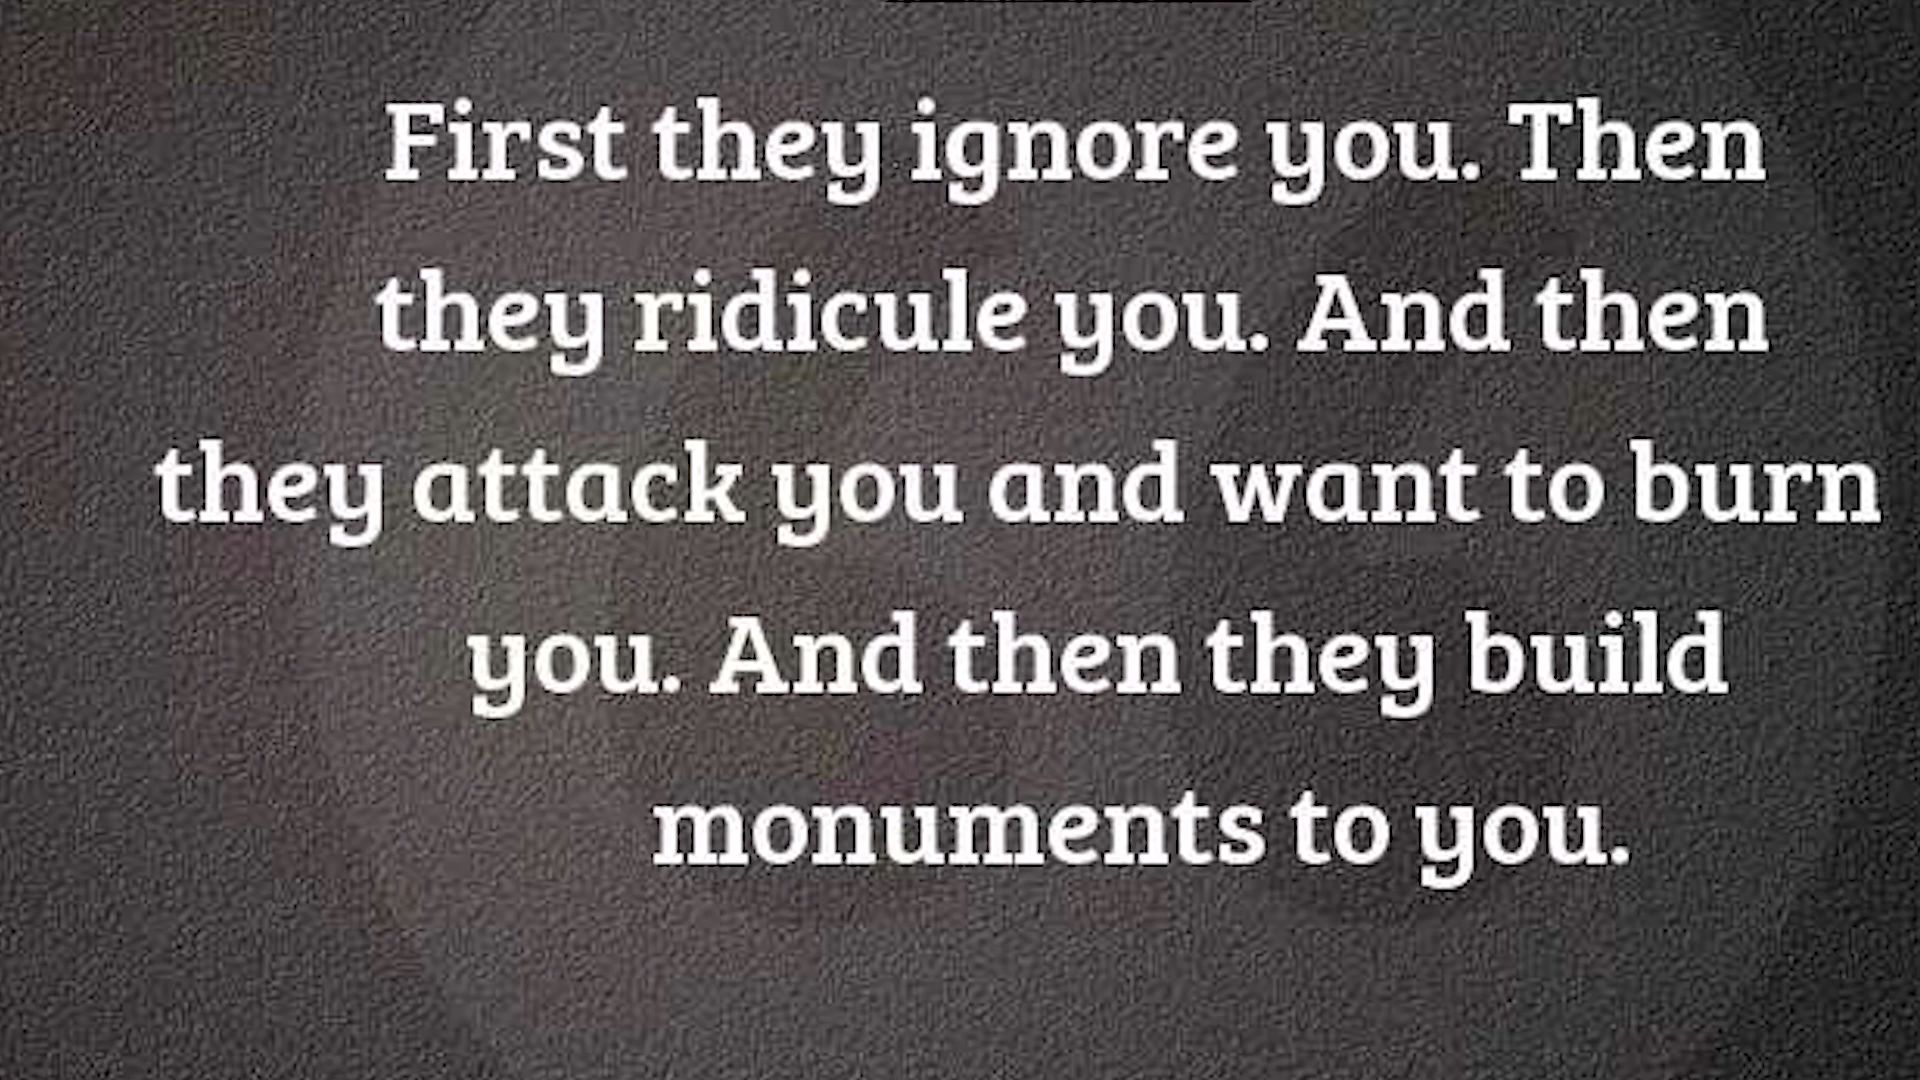 First they ignore you. Then
they ridicule you. And then
they attack you and want to burn
you. And then they build
monuments to you.